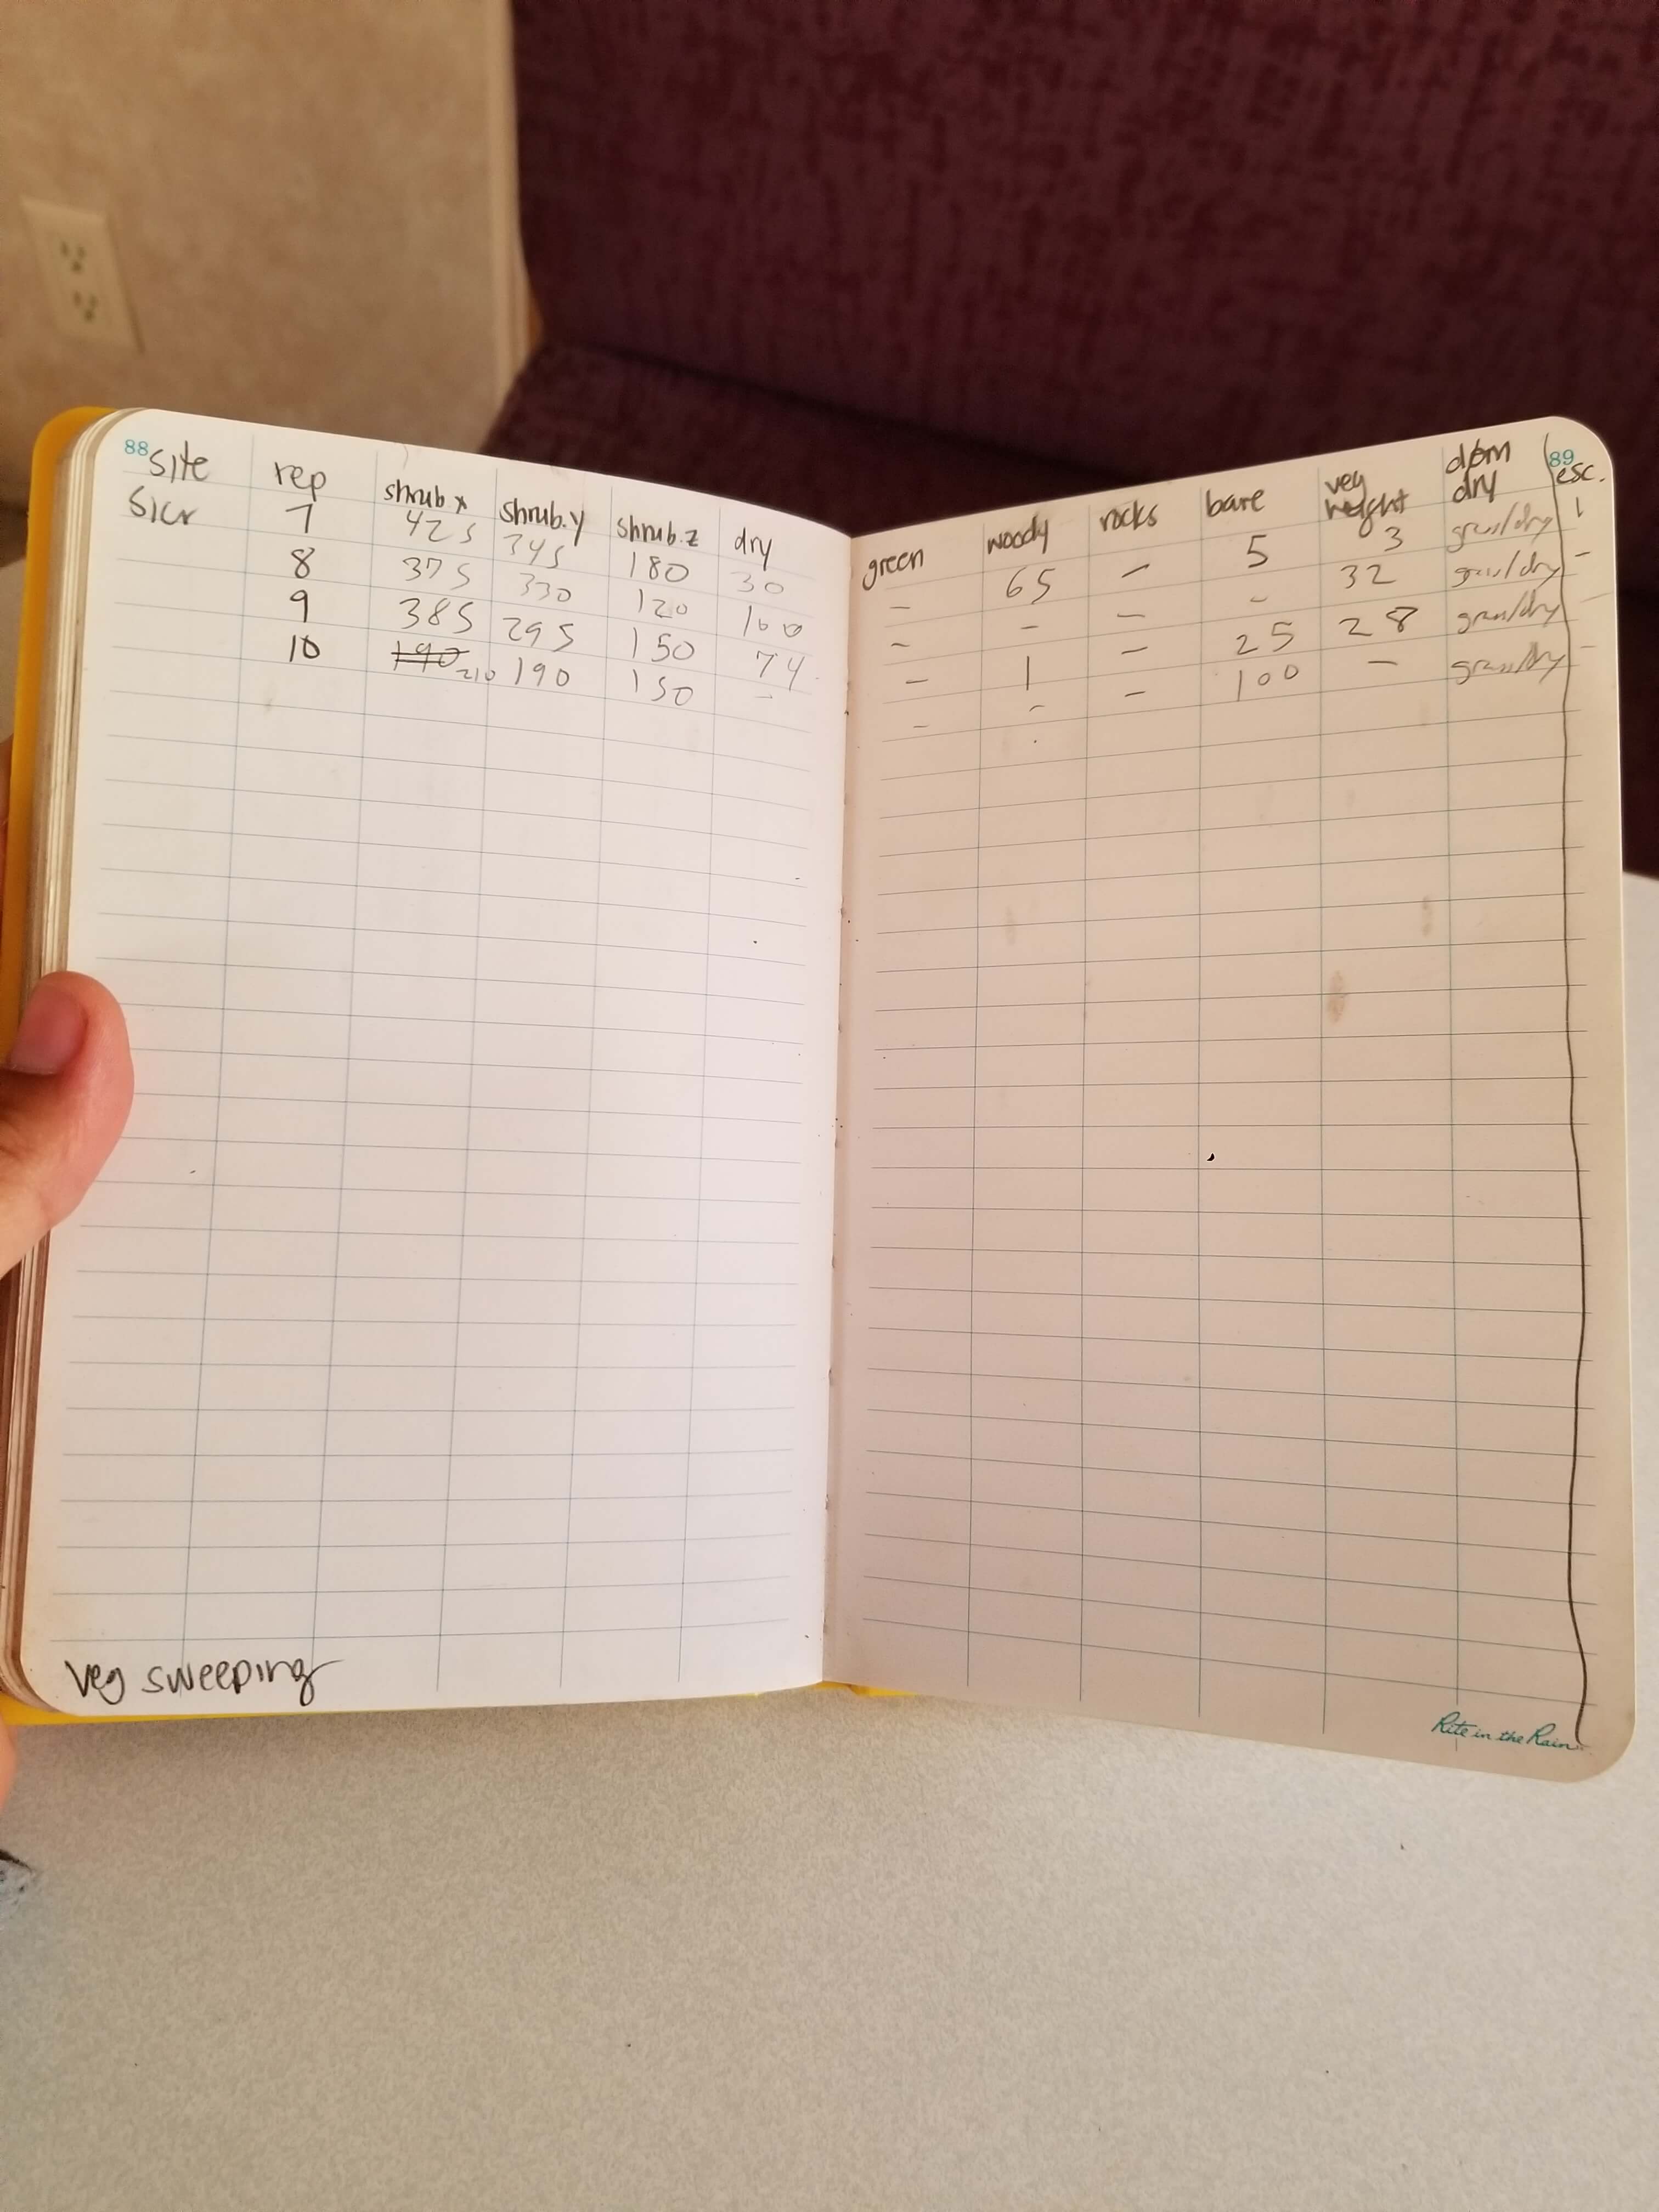 88 site rep shrub x shrub.y shrub.z dry
sicr 7 425 345 180 30
8 375 330 120 100
9 385 295 150 74
10 190 210 190 150 -
veg sweeping
89
green woody rocks bare veg height dom dry esc.
- 65 - 5 3 grass/dry 1
- - - - 32 grass/dry -
- 1 - 25 28 grass/dry -
- - - 100 - grass/dry
Rite in the Rain